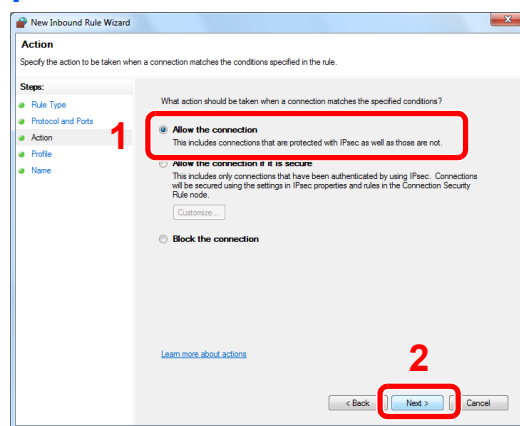 New Inbound Rule Wizard
Action
Specify the action to be taken when a connection matches the conditions specified in the rule.
Steps:
Rule Type
Protocol and Ports
Action
Profile
Name
1
What action should be taken when a connection matches the specified conditions?
Allow the connection
This includes connections that are protected with IPsec as well as those are not.
Allow the connection if it is secure
This includes only connections that have been authenticated by using IPsec. Connections
will be secured using the settings in IPsec properties and rules in the Connection Security
Rule node.
Customize...
Block the connection
Learn more about actions
2
< Back
Next >
Cancel